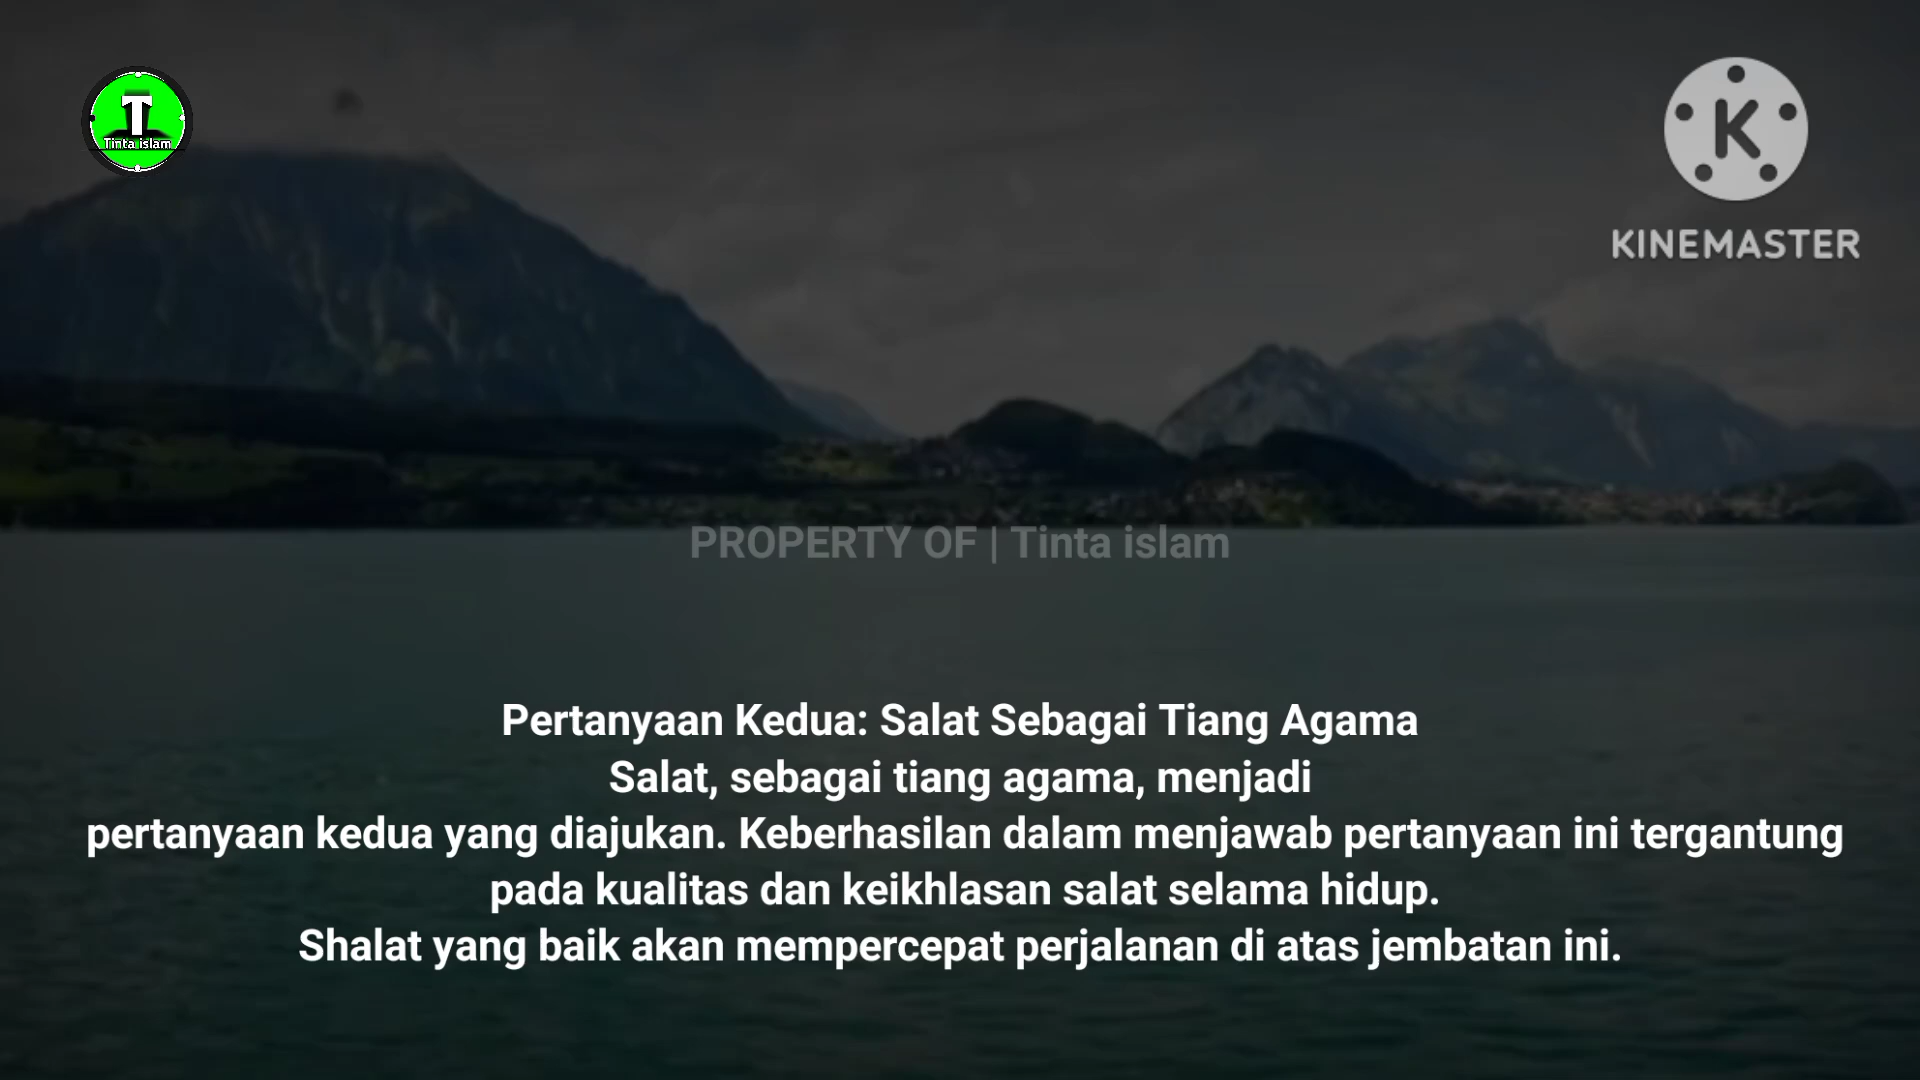 T
Tinta islam
K
KINEMASTER
PROPERTY OF | Tinta islam
Pertanyaan Kedua: Salat Sebagai Tiang Agama
Salat, sebagai tiang agama, menjadi
pertanyaan kedua yang diajukan. Keberhasilan dalam menjawab pertanyaan ini tergantung
pada kualitas dan keikhlasan salat selama hidup.
Shalat yang baik akan mempercepat perjalanan di atas jembatan ini.